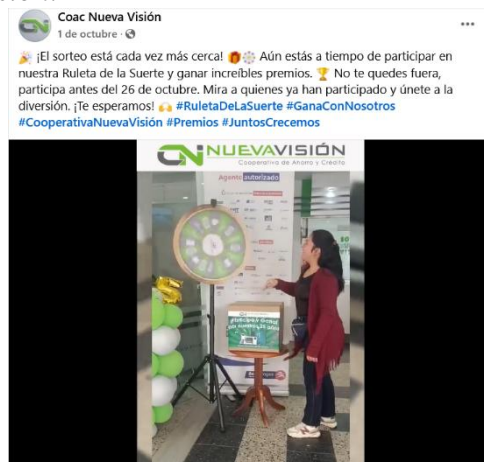 Coac Nueva Visión
1 de octubre
🎉 ¡El sorteo está cada vez más cerca! 🎁🎡 Aún estás a tiempo de participar en
nuestra Ruleta de la Suerte y ganar increíbles premios. 🏆 No te quedes fuera,
participa antes del 26 de octubre. Mira a quienes ya han participado y únete a la
diversión. ¡Te esperamos! 🙌 #RuletaDeLaSuerte #GanaConNosotros
#CooperativaNuevaVisión #Premios #JuntosCrecemos
NUEVAVISIÓN
Cooperativa de Ahorro y Crédito
Agente autorizado